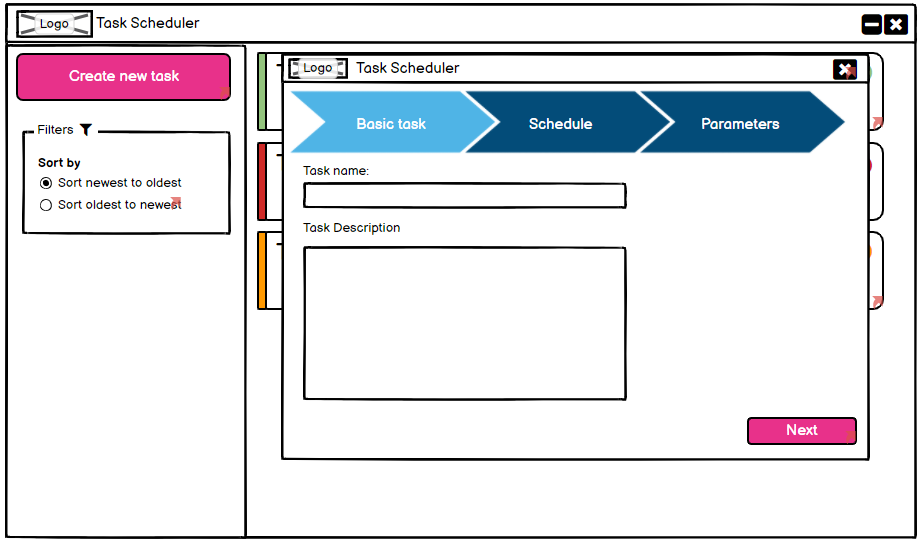 Logo Task Scheduler
Create new task
Filters
Sort by
Sort newest to oldest
Sort oldest to newest
Logo Task Scheduler
Basic task
Schedule
Parameters
Task name:
Task Description
Next